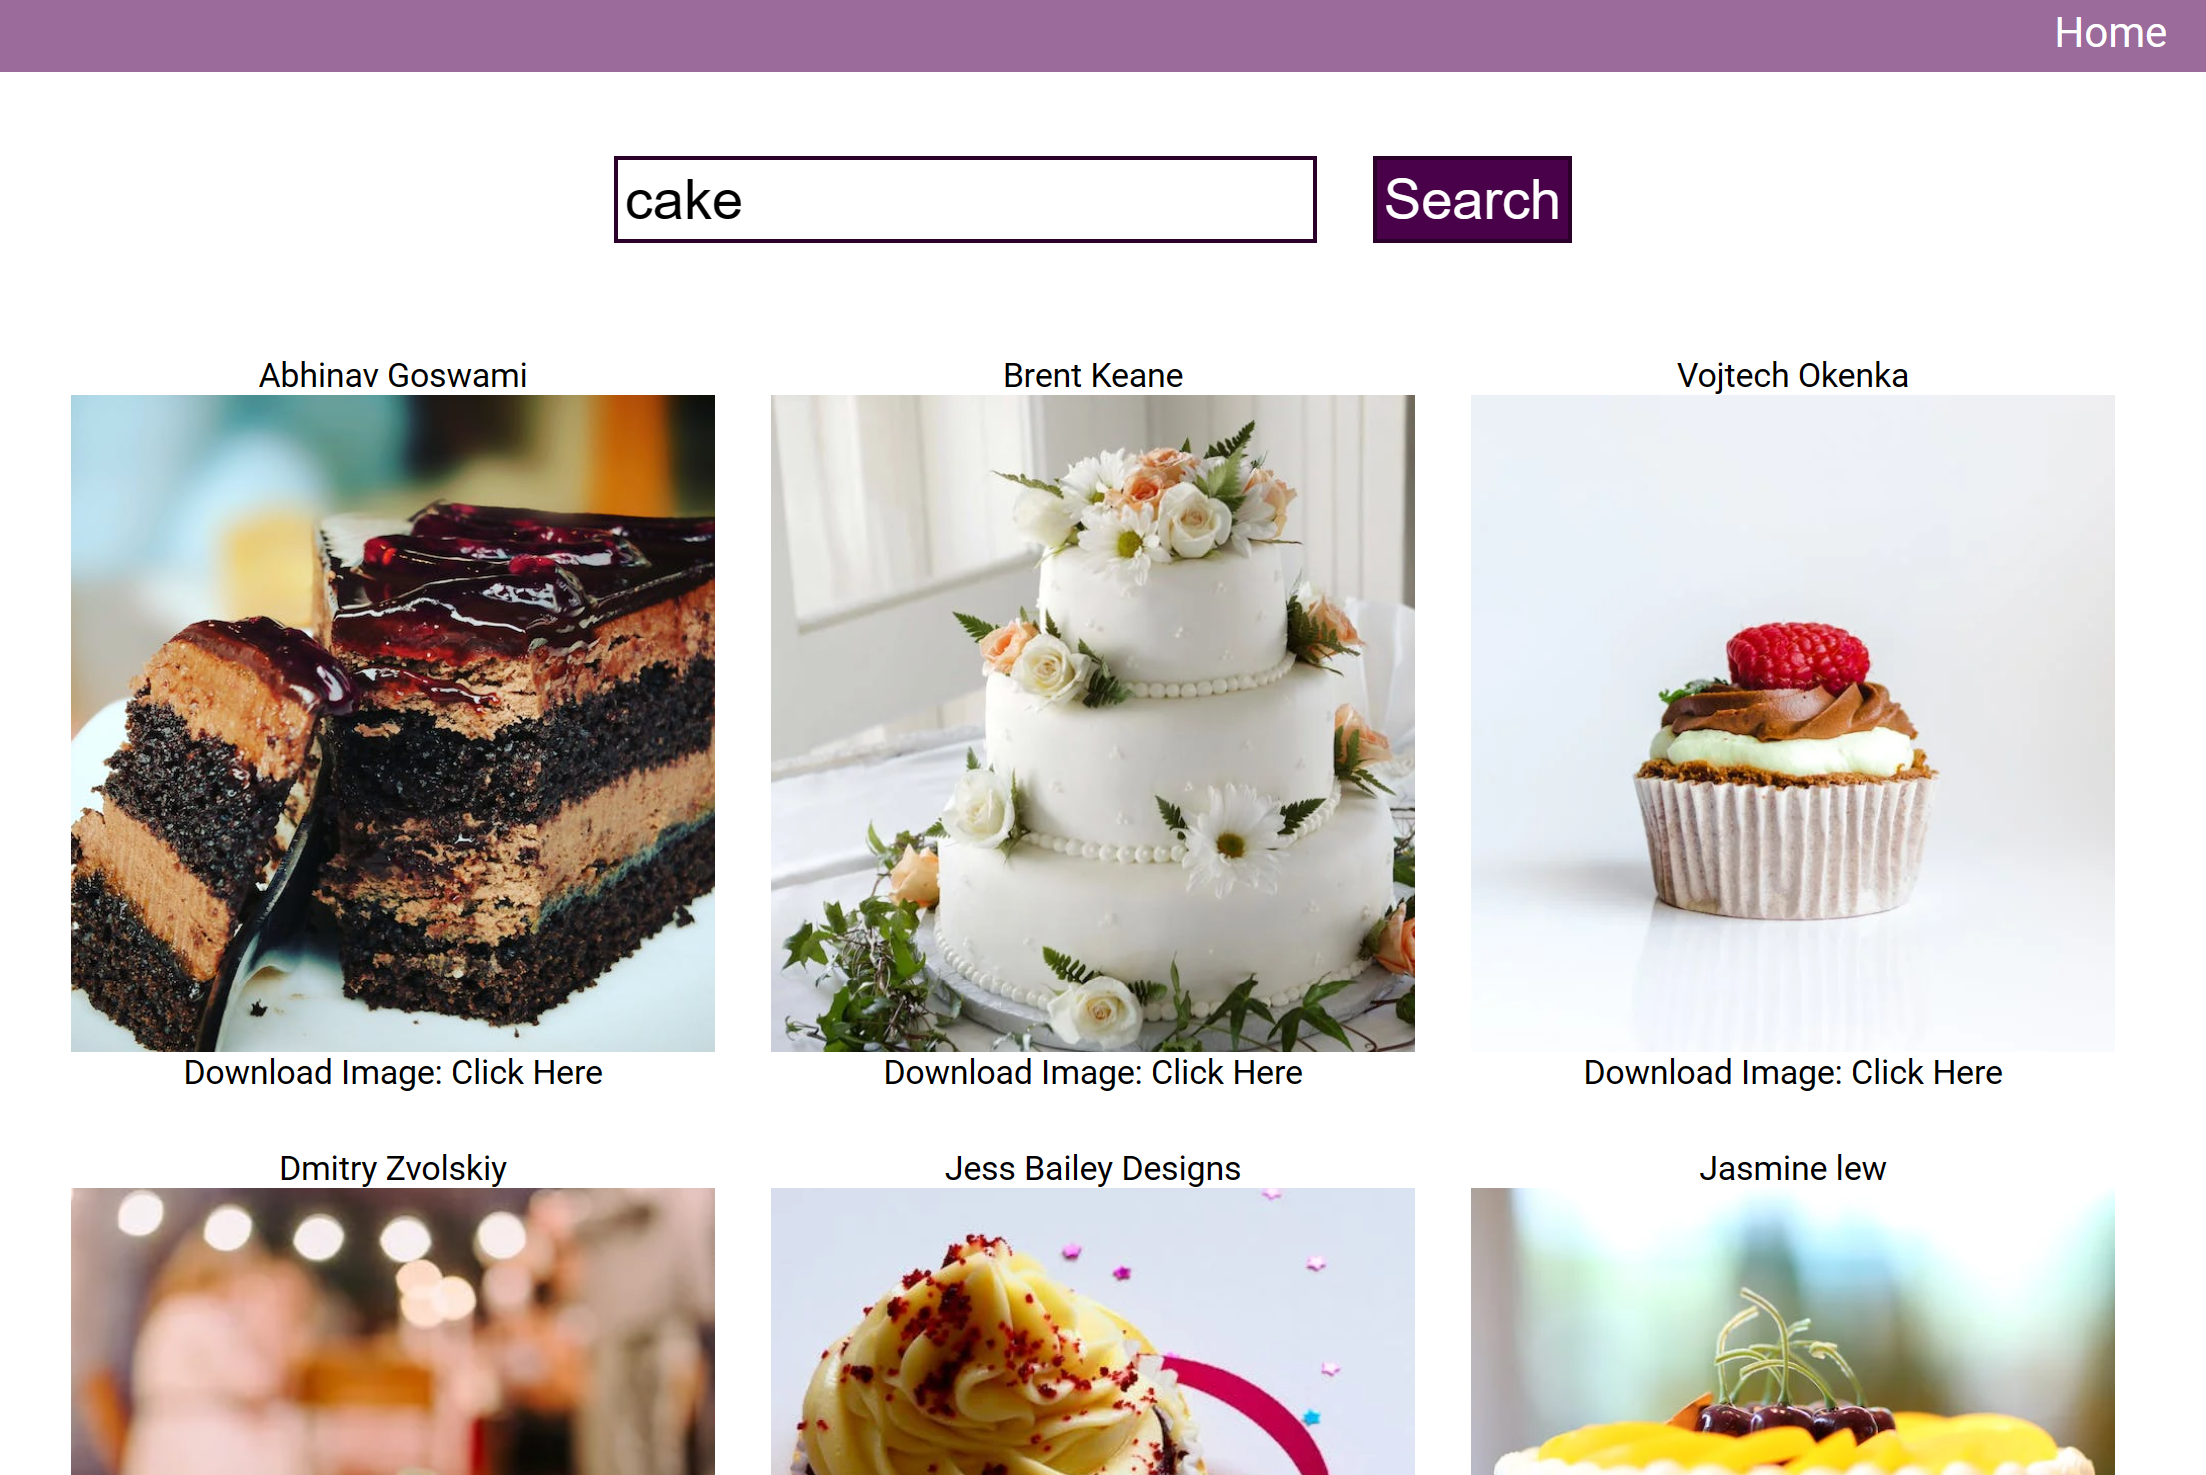 Home
cake
Search
Abhinav Goswami
Brent Keane
Vojtech Okenka
Download Image: Click Here
Download Image: Click Here
Download Image: Click Here
Dmitry Zvolskiy
Jess Bailey Designs
Jasmine lew